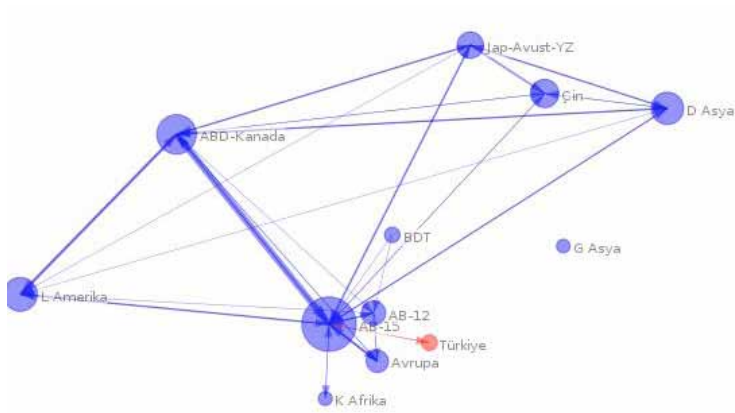 Jap-Avust-YZ
Çin
D Asya
ABD-Kanada
BDT
G Asya
L Amerika
AB-12
AB-15
Türkiye
Avrupa
K Afrika